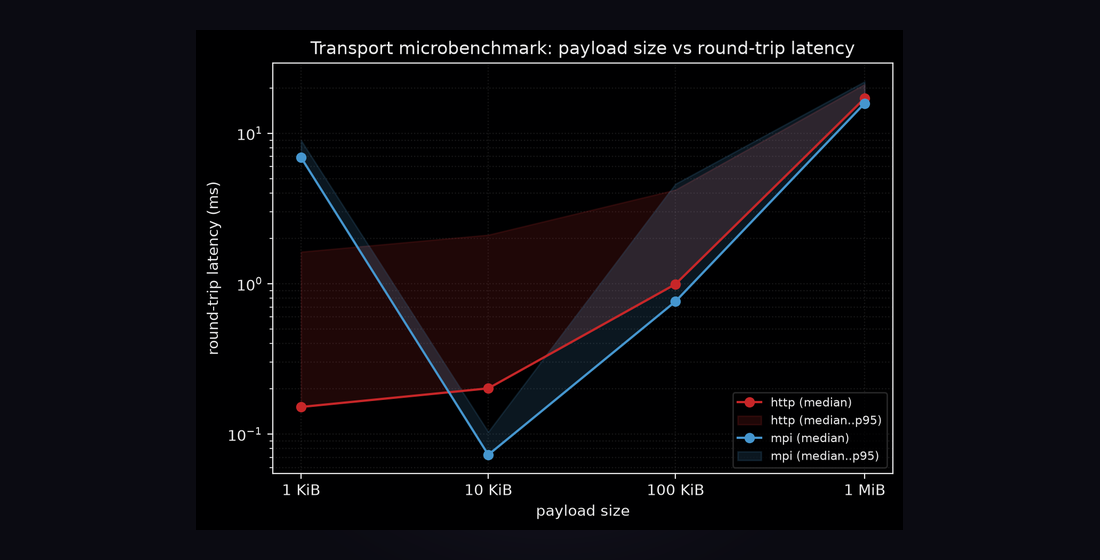 Transport microbenchmark: payload size vs round-trip latency
round-trip latency (ms)
10¹
10⁰
10⁻¹
1 KiB
10 KiB
100 KiB
1 MiB
payload size
http (median)
http (median..p95)
mpi (median)
mpi (median..p95)